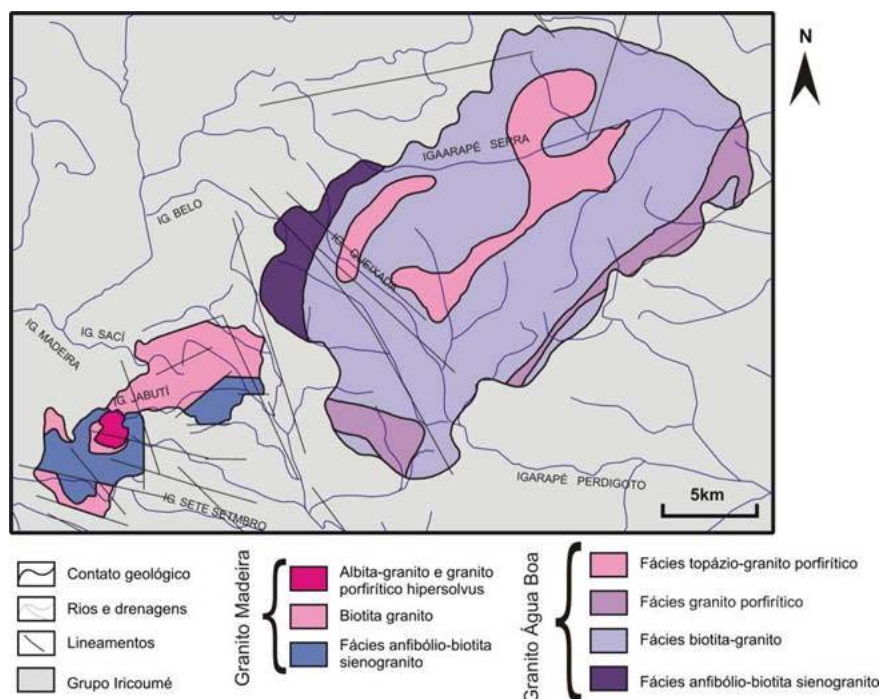 N
IGAARAPÉ SERRA
IG. BELO
IG. QUEIXADA
IG. SACÍ
IG. MADEIRA
IG. JABUTÍ
IG. SETE SETMBRO
IGARAPÉ PERDIGOTO
5km
Contato geológico
Rios e drenagens
Lineamentos
Grupo Iricoumé
Granito Madeira
Albita-granito e granito
porfirítico hipersolvus
Biotita granito
Fácies anfibólio-biotita
sienogranito
Granito Água Boa
Fácies topázio-granito porfirítico
Fácies granito porfirítico
Fácies biotita-granito
Fácies anfibólio-biotita sienogranito